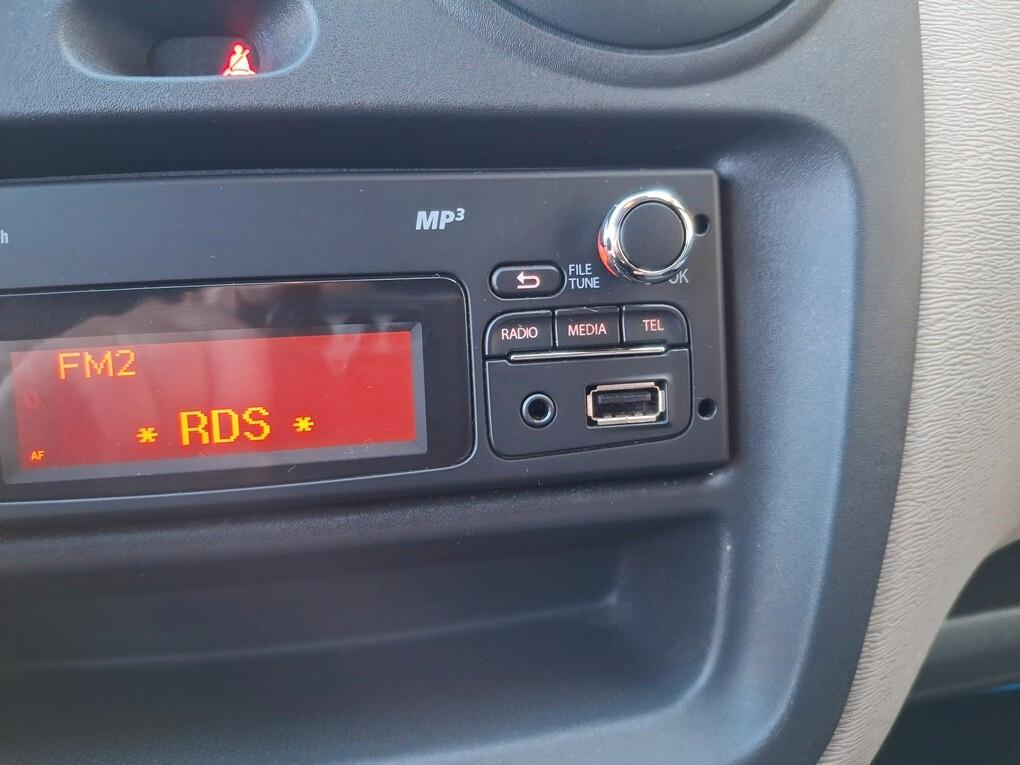 h
MP3
FILE
TUNE
OK
RADIO MEDIA TEL
FM2
* RDS *
AF